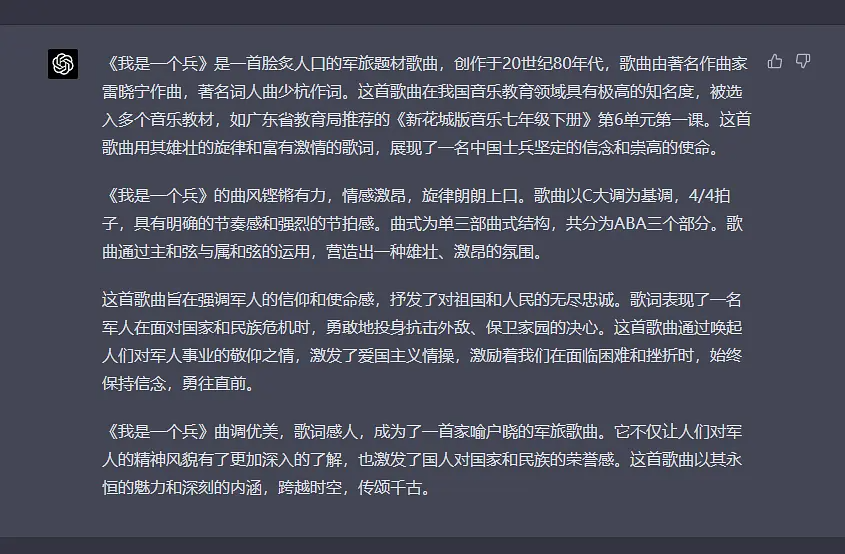 《我是一个兵》是一首脍炙人口的军旅题材歌曲，创作于20世纪80年代，歌曲由著名作曲家
雷晓宁作曲，著名词人曲少杭作词。这首歌曲在我国音乐教育领域具有极高的知名度，被选
入多个音乐教材，如广东省教育局推荐的《新花城版音乐七年级下册》第6单元第一课。这首
歌曲用其雄壮的旋律和富有激情的歌词，展现了一名中国士兵坚定的信念和崇高的使命。
《我是一个兵》的曲风铿锵有力，情感激昂，旋律朗朗上口。歌曲以C大调为基调，4/4拍
子，具有明确的节奏感和强烈的节拍感。曲式为单三部曲式结构，共分为ABA三个部分。歌
曲通过主和弦与属和弦的运用，营造出一种雄壮、激昂的氛围。
这首歌曲旨在强调军人的信仰和使命感，抒发了对祖国和人民的无尽忠诚。歌词表现了一名
军人在面对国家和民族危机时，勇敢地投身抗击外敌、保卫家园的决心。这首歌曲通过唤起
人们对军人事业的敬仰之情，激发了爱国主义情操，激励着我们在面临困难和挫折时，始终
保持信念，勇往直前。
《我是一个兵》曲调优美，歌词感人，成为了一首家喻户晓的军旅歌曲。它不仅让人们对军
人的精神风貌有了更加深入的了解，也激发了国人对国家和民族的荣誉感。这首歌曲以其永
恒的魅力和深刻的内涵，跨越时空，传颂千古。